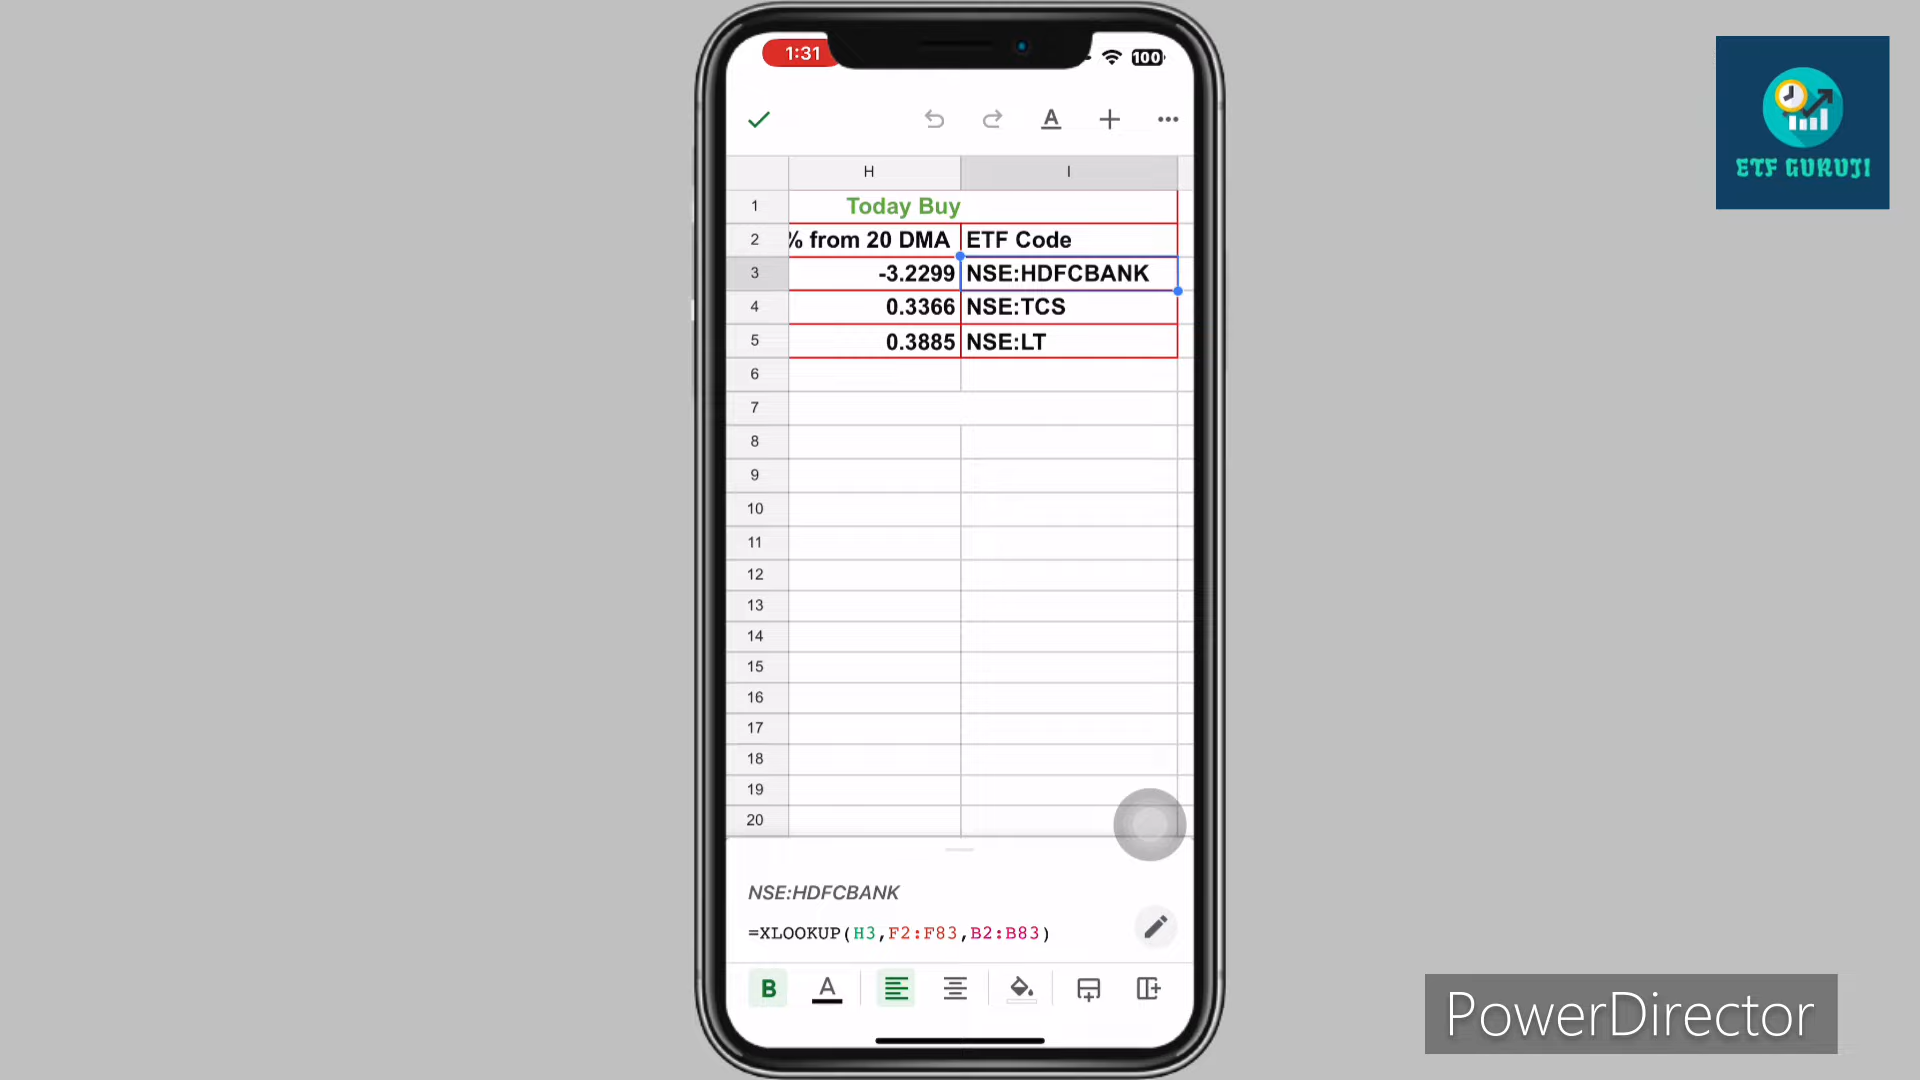 1:31
100
ETF GURUJI
H I
1 Today Buy
2 % from 20 DMA ETF Code
3 -3.2299 NSE:HDFCBANK
4 0.3366 NSE:TCS
5 0.3885 NSE:LT
6
7
8
9
10
11
12
13
14
15
16
17
18
19
20
NSE:HDFCBANK
=XLOOKUP(H3,F2:F83,B2:B83)
B A
PowerDirector